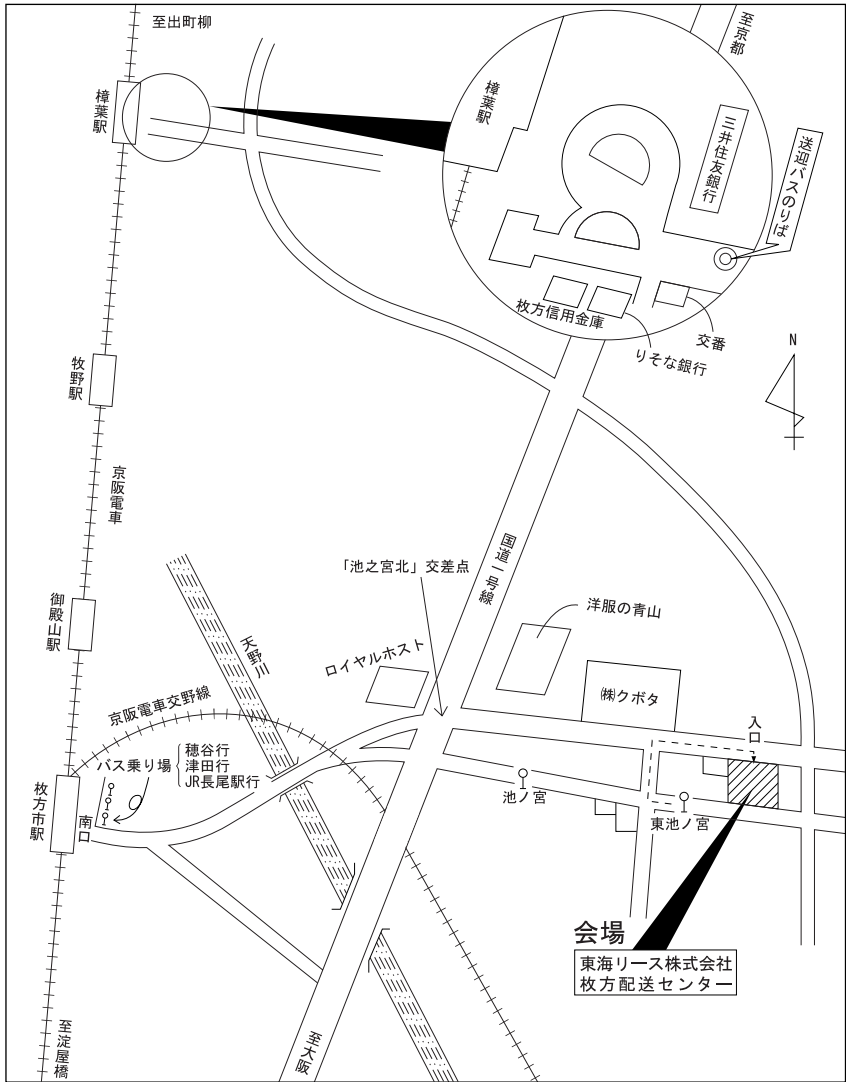 至出町柳
至京都
樟葉駅
樟葉駅
三井住友銀行
送迎バスのりば
枚方信用金庫
りそな銀行
交番
N
牧野駅
京阪電車
国道一号線
「池之宮北」交差点
洋服の青山
御殿山駅
天野川
ロイヤルホスト
㈱クボタ
京阪電車交野線
入口
バス乗り場
穂谷行
津田行
JR長尾駅行
枚方市駅
南口
池ノ宮
東池ノ宮
会場
東海リース株式会社
枚方配送センター
至淀屋橋
至大阪